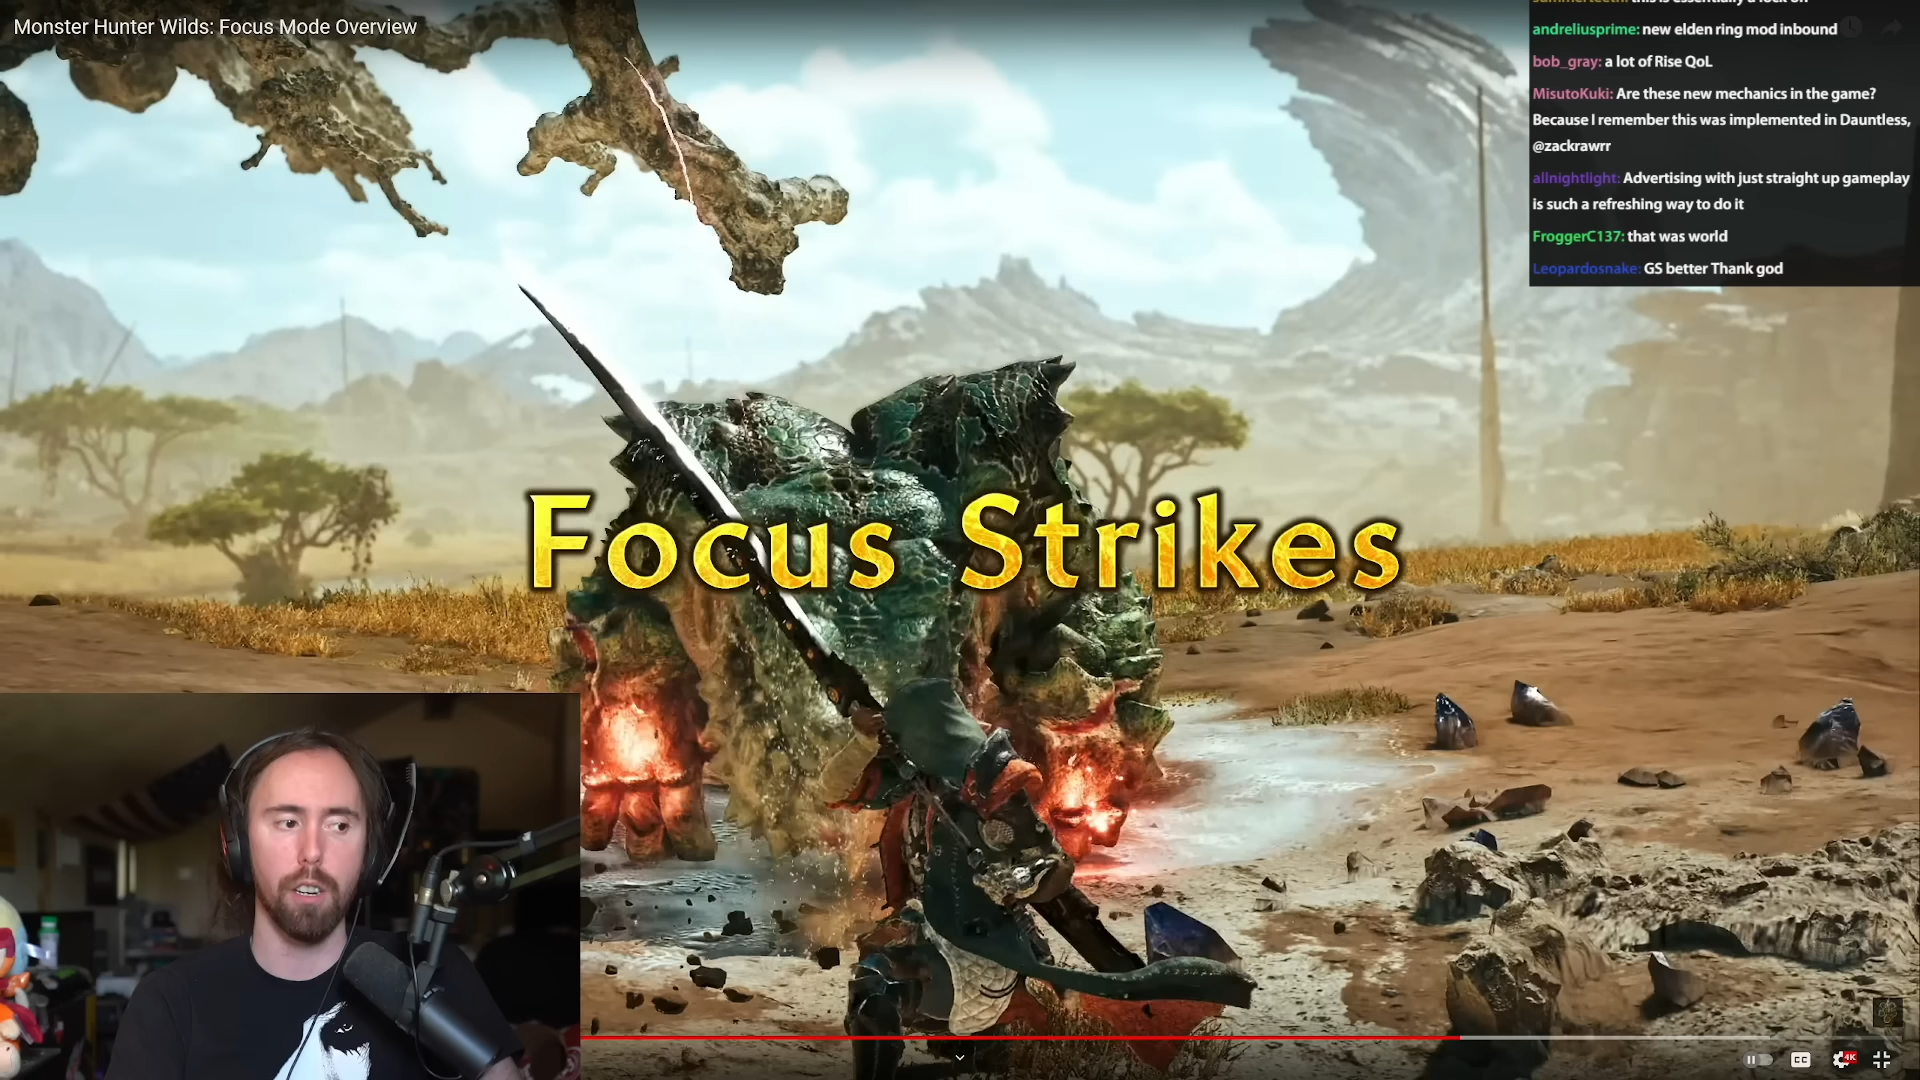 Monster Hunter Wilds: Focus Mode Overview
andreliusprime: new elden ring mod inbound
bob_gray: a lot of Rise QoL
MisutoKuki: Are these new mechanics in the game?
Because I remember this was implemented in Dauntless,
@zackrawrr
allnightlight: Advertising with just straight up gameplay
is such a refreshing way to do it
FroggerC137: that was world
Leopardosnake: GS better Thank god
Focus Strikes
CC
4K